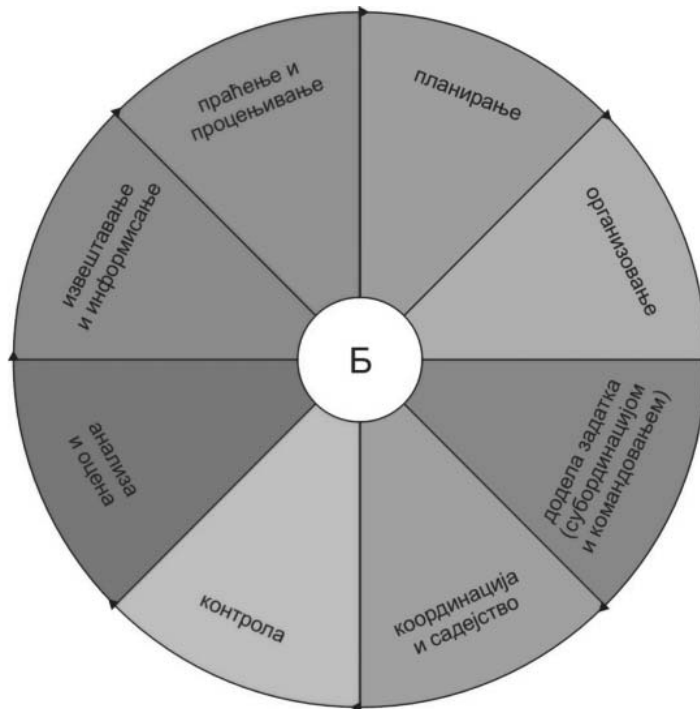 праћење и
процењивање
планирање
организовање
додела задатка
(субординацијом
и командовањем)
координација
и садејство
контрола
анализа
и оцена
извештавање
и информисање
Б